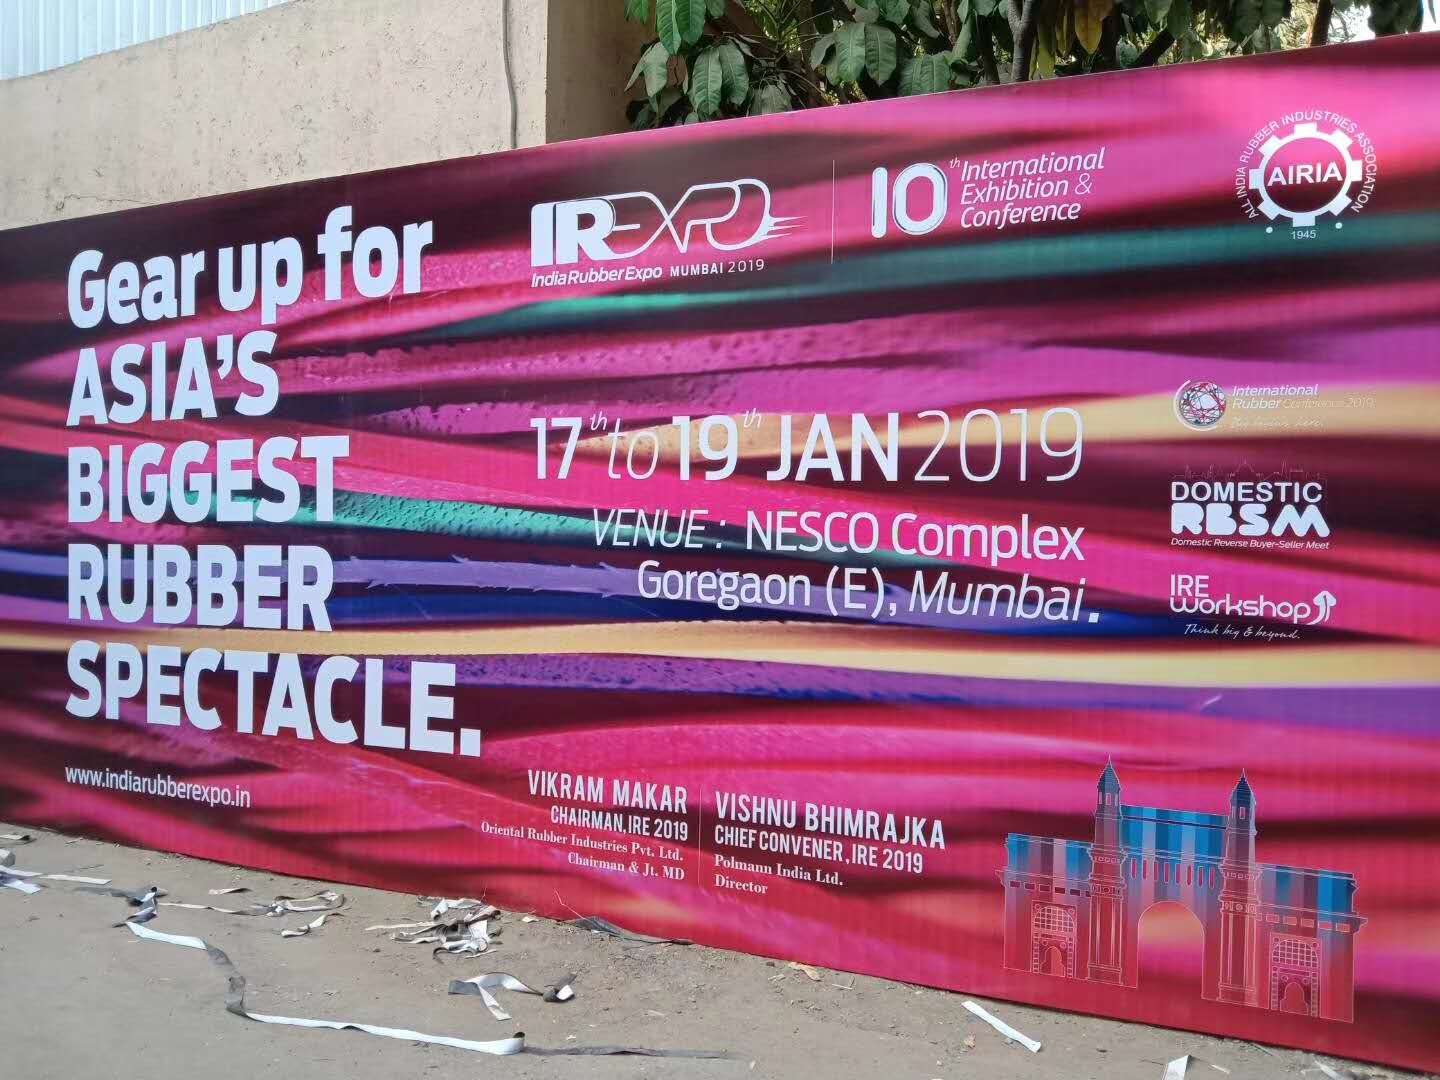 Gear up for
ASIA'S
BIGGEST
RUBBER
SPECTACLE.
www.indiarubberexpo.in
IREXPO
India Rubber Expo MUMBAI 2019
10th International
Exhibition &
Conference
ALL INDIA RUBBER INDUSTRIES ASSOCIATION
AIRIA
1945
17th to 19th JAN 2019
VENUE : NESCO Complex
Goregaon (E), Mumbai.
International
Rubber Conference 2019
DOMESTIC
RBSM
Domestic Reverse Buyer-Seller Meet
IRE
workshop
Think big & beyond.
VIKRAM MAKAR
CHAIRMAN, IRE 2019
Oriental Rubber Industries Pvt. Ltd.
Chairman & Jt. MD
VISHNU BHIMRAJKA
CHIEF CONVENER, IRE 2019
Polmann India Ltd.
Director